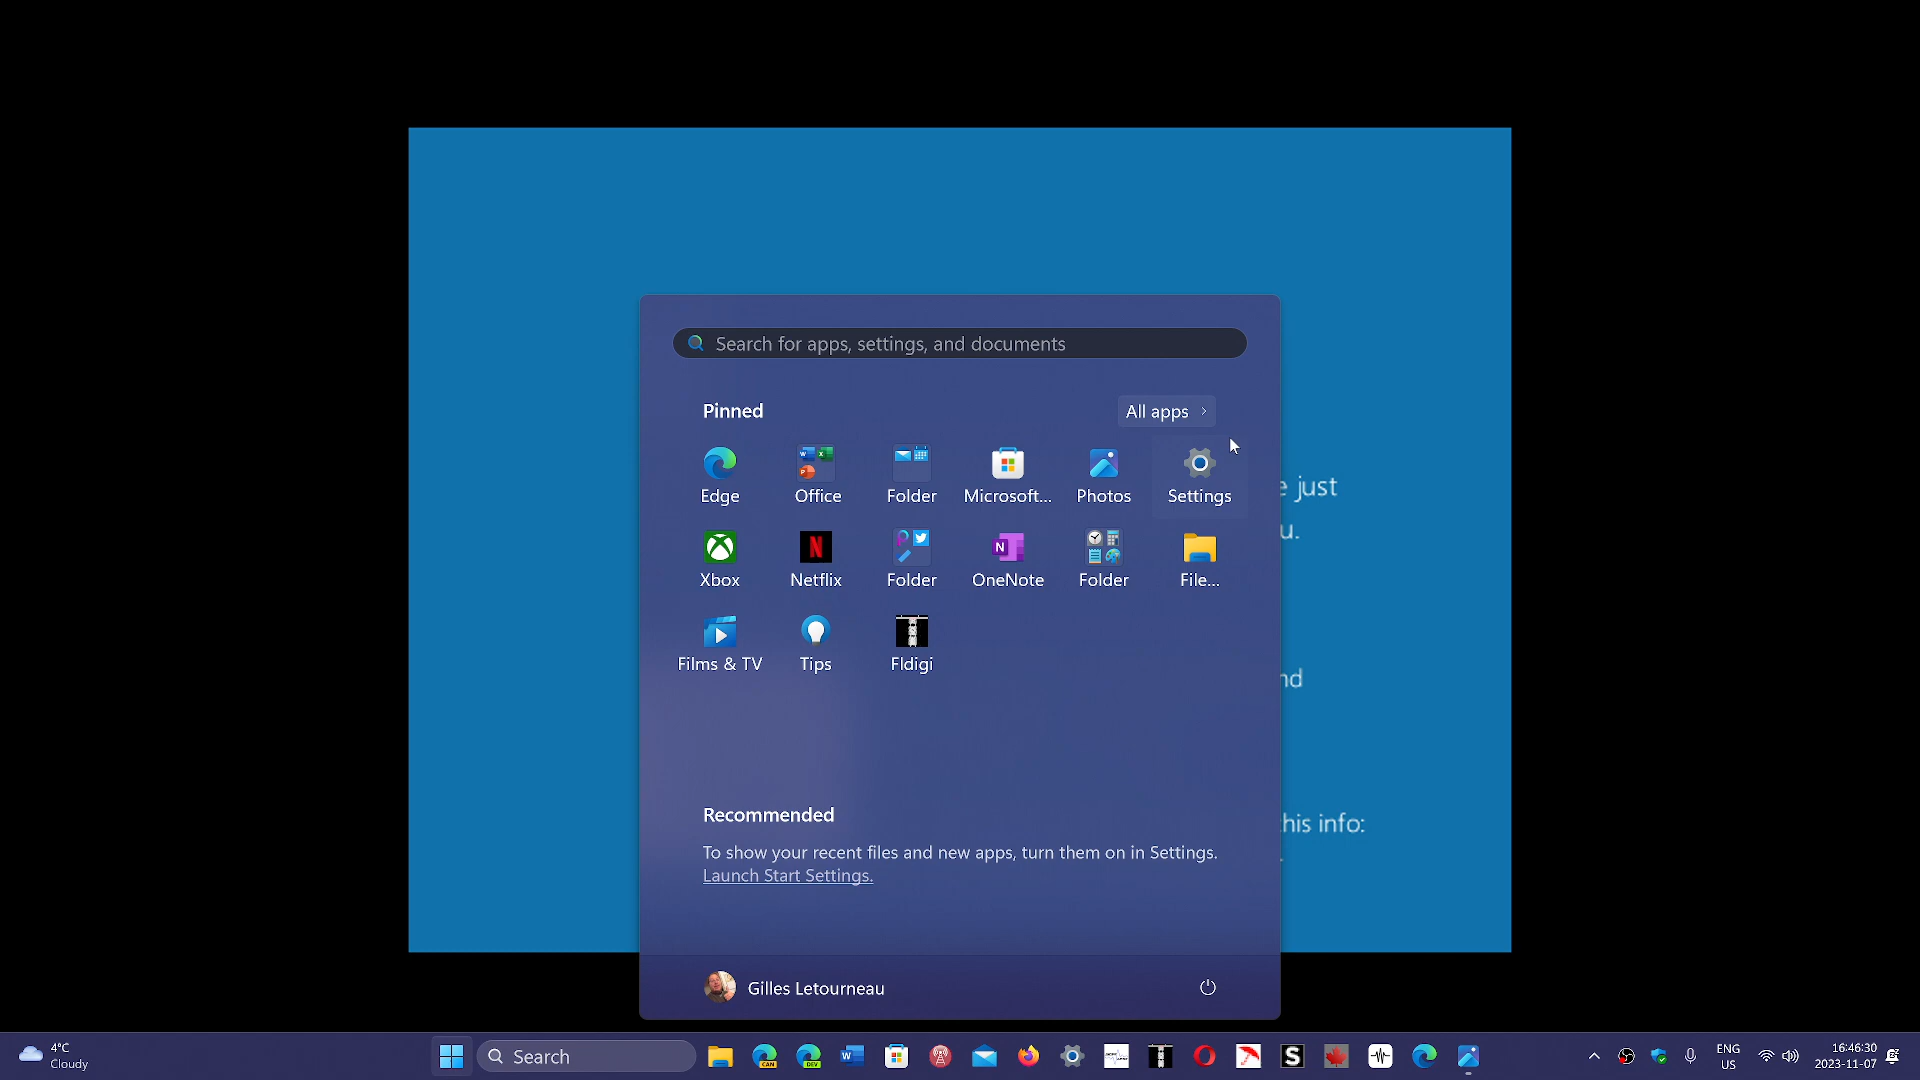 Search for apps, settings, and documents
Pinned
All apps
Edge
Office
Folder
Microsoft...
Photos
Settings
Xbox
Netflix
Folder
OneNote
Folder
File...
Films & TV
Tips
Fldigi
just
Recommended
To show your recent files and new apps, turn them on in Settings.
Launch Start Settings.
info:
Gilles Letourneau
4°C
Cloudy
Search
CAN
DEV
S
ENG
US
16:46:30
2023-11-07